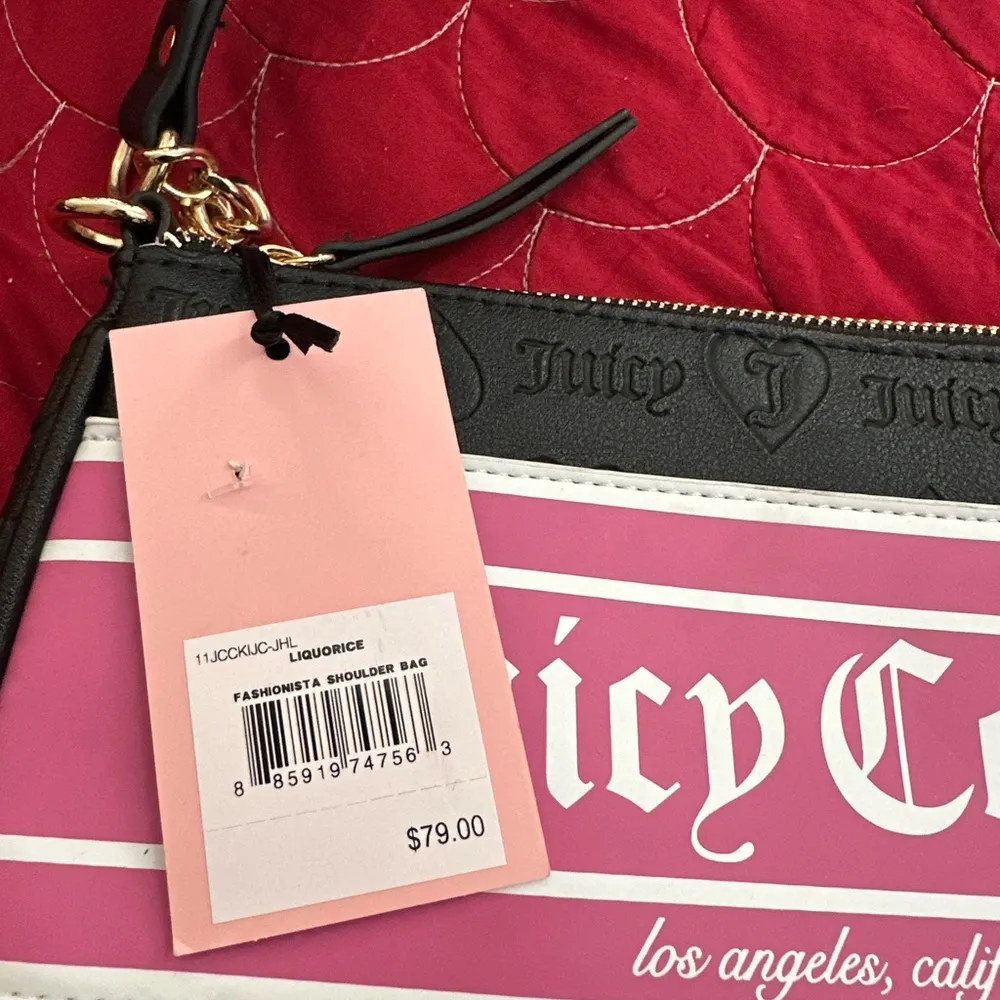 Juicy J Juicy
11JCCKIJC-JHL
LIQUORICE
FASHIONISTA SHOULDER BAG
8 85919 74756 3
$79.00
icy C
los angeles, calif